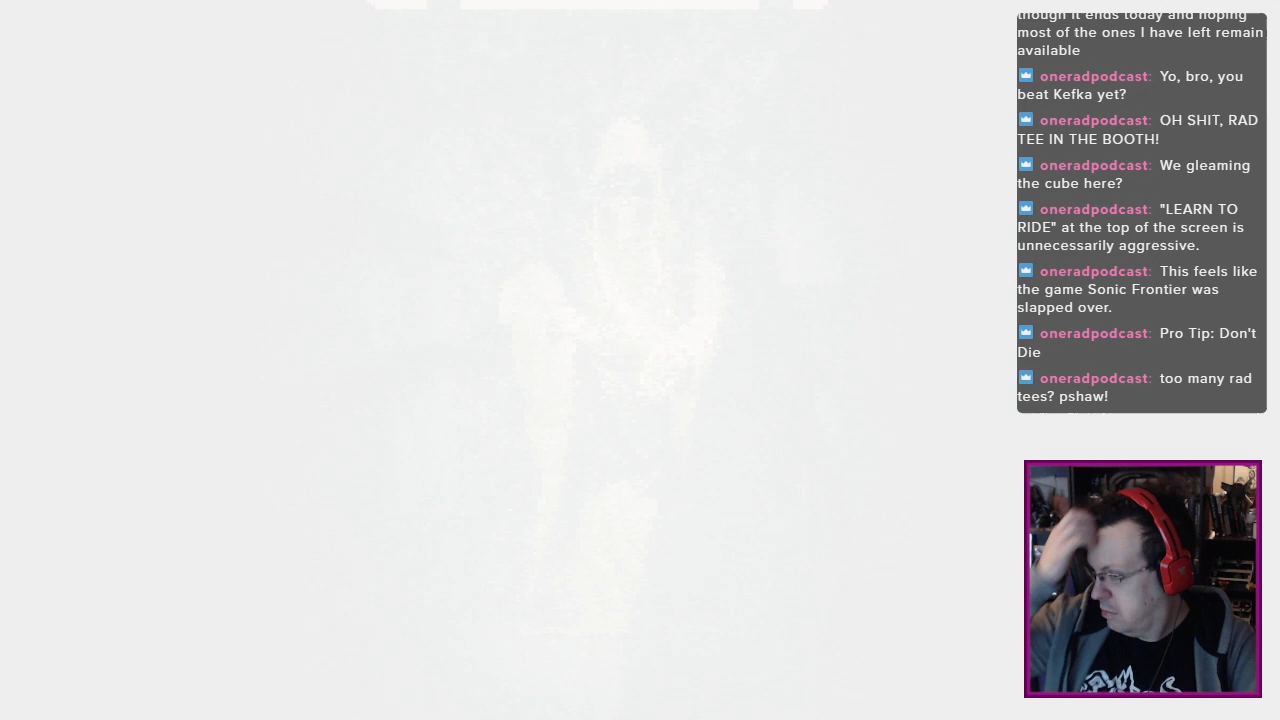 though it ends today and hoping
most of the ones I have left remain
available
oneradpodcast: Yo, bro, you
beat Kefka yet?
oneradpodcast: OH SHIT, RAD
TEE IN THE BOOTH!
oneradpodcast: We gleaming
the cube here?
oneradpodcast: "LEARN TO
RIDE" at the top of the screen is
unnecessarily aggressive.
oneradpodcast: This feels like
the game Sonic Frontier was
slapped over.
oneradpodcast: Pro Tip: Don't
Die
oneradpodcast: too many rad
tees? pshaw!